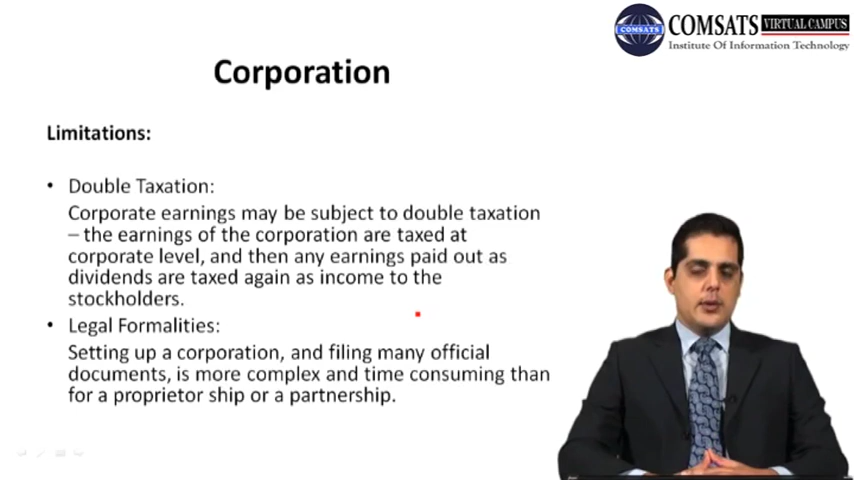 COMSATS
COMSATS VIRTUAL CAMPUS
Institute Of Information Technology
Corporation
Limitations:
• Double Taxation:
Corporate earnings may be subject to double taxation
– the earnings of the corporation are taxed at
corporate level, and then any earnings paid out as
dividends are taxed again as income to the
stockholders.
• Legal Formalities:
Setting up a corporation, and filing many official
documents, is more complex and time consuming than
for a proprietor ship or a partnership.